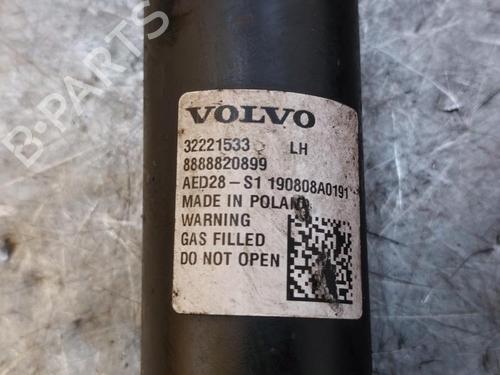 VOLVO
32221533 LH
8888820899
AED28-S1 190808A0191
MADE IN POLAND
WARNING
GAS FILLED
DO NOT OPEN
B-PARTS